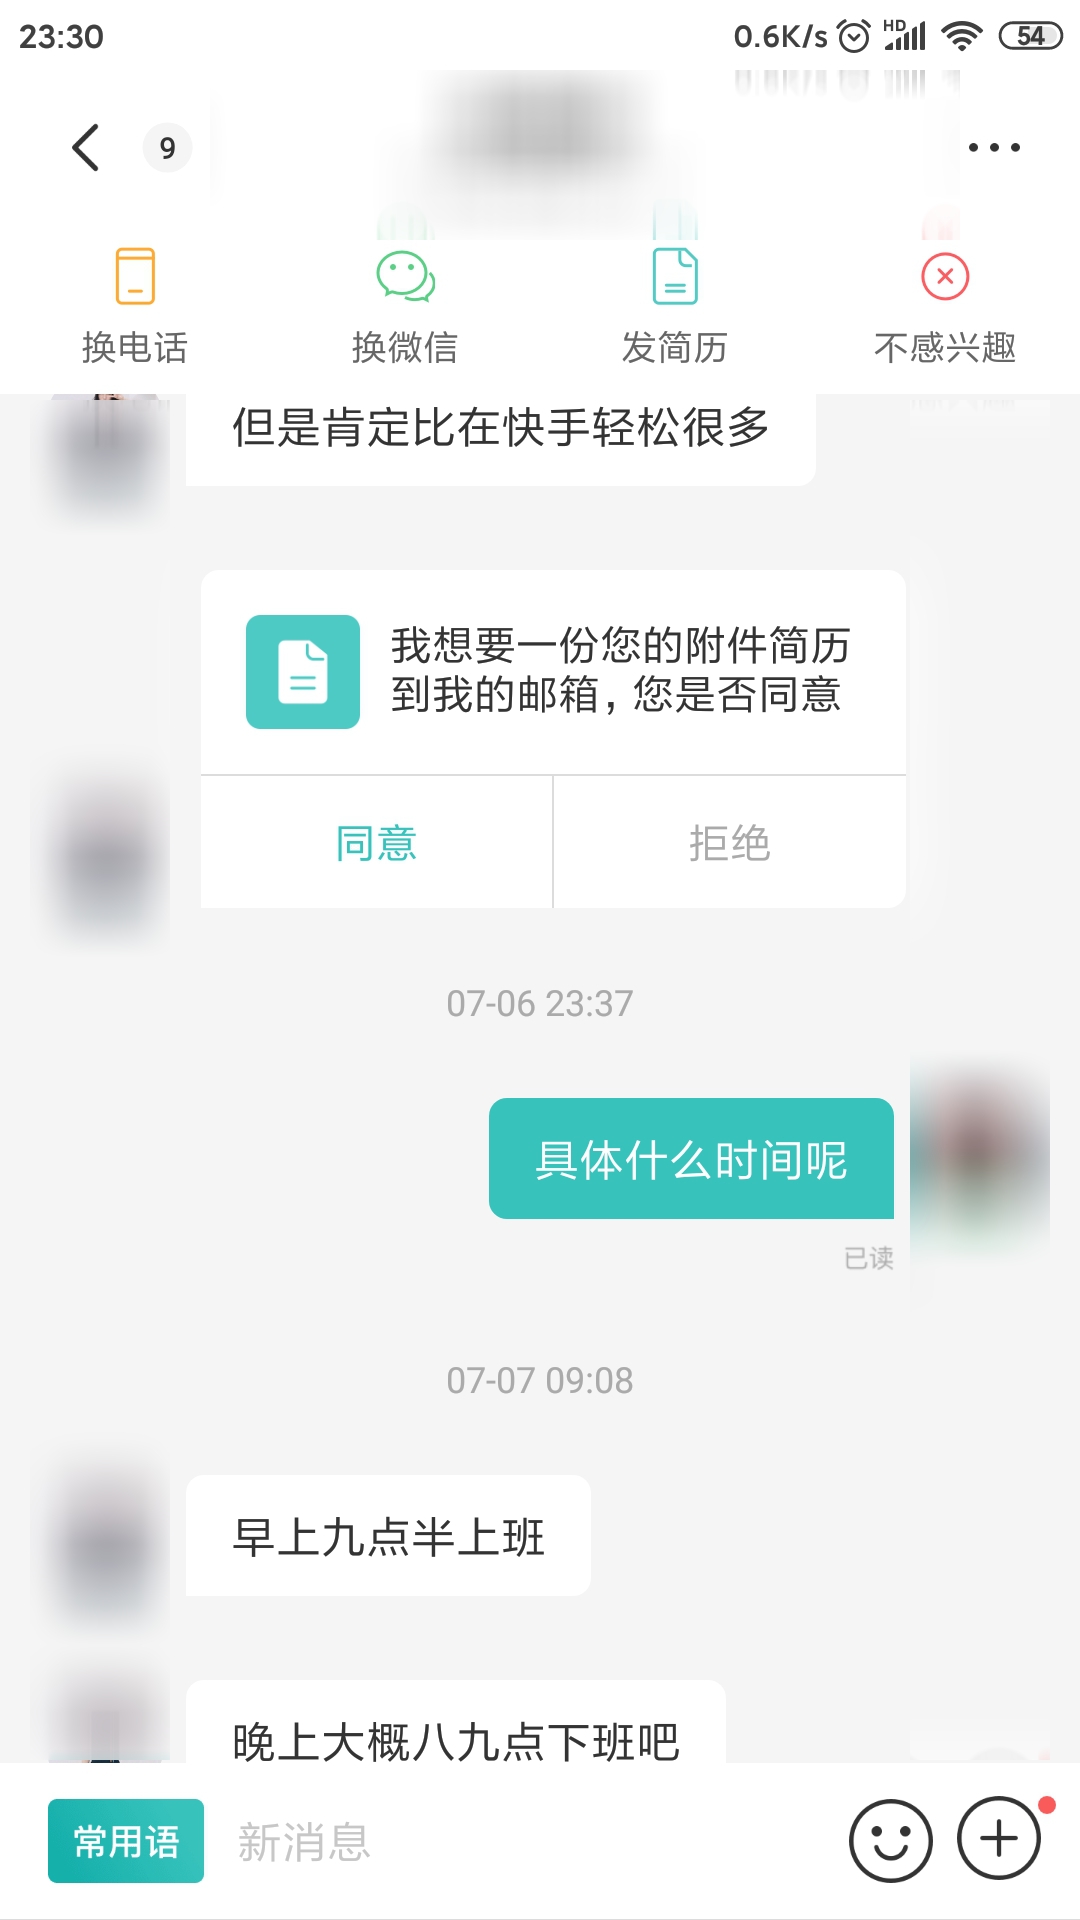 23:30
0.6K/s
HD
54
9
换电话
换微信
发简历
不感兴趣
但是肯定比在快手轻松很多
我想要一份您的附件简历
到我的邮箱，您是否同意
同意
拒绝
07-06 23:37
具体什么时间呢
已读
07-07 09:08
早上九点半上班
晚上大概八九点下班吧
常用语
新消息